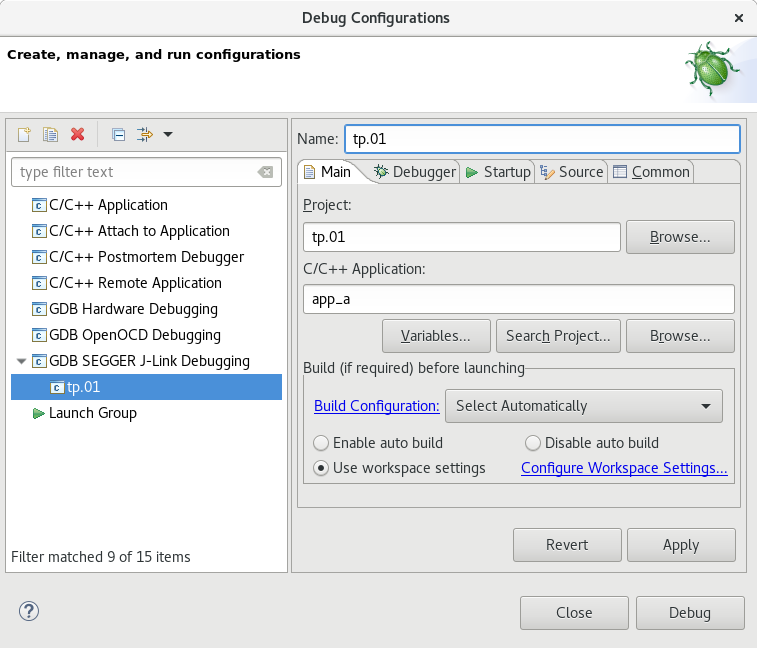 Debug Configurations
Create, manage, and run configurations
type filter text
C/C++ Application
C/C++ Attach to Application
C/C++ Postmortem Debugger
C/C++ Remote Application
GDB Hardware Debugging
GDB OpenOCD Debugging
GDB SEGGER J-Link Debugging
tp.01
Launch Group
Filter matched 9 of 15 items
Name: tp.01
Main Debugger Startup Source Common
Project:
tp.01 Browse...
C/C++ Application:
app_a
Variables... Search Project... Browse...
Build (if required) before launching
Build Configuration: Select Automatically
Enable auto build Disable auto build
Use workspace settings Configure Workspace Settings...
Revert Apply
? Close Debug